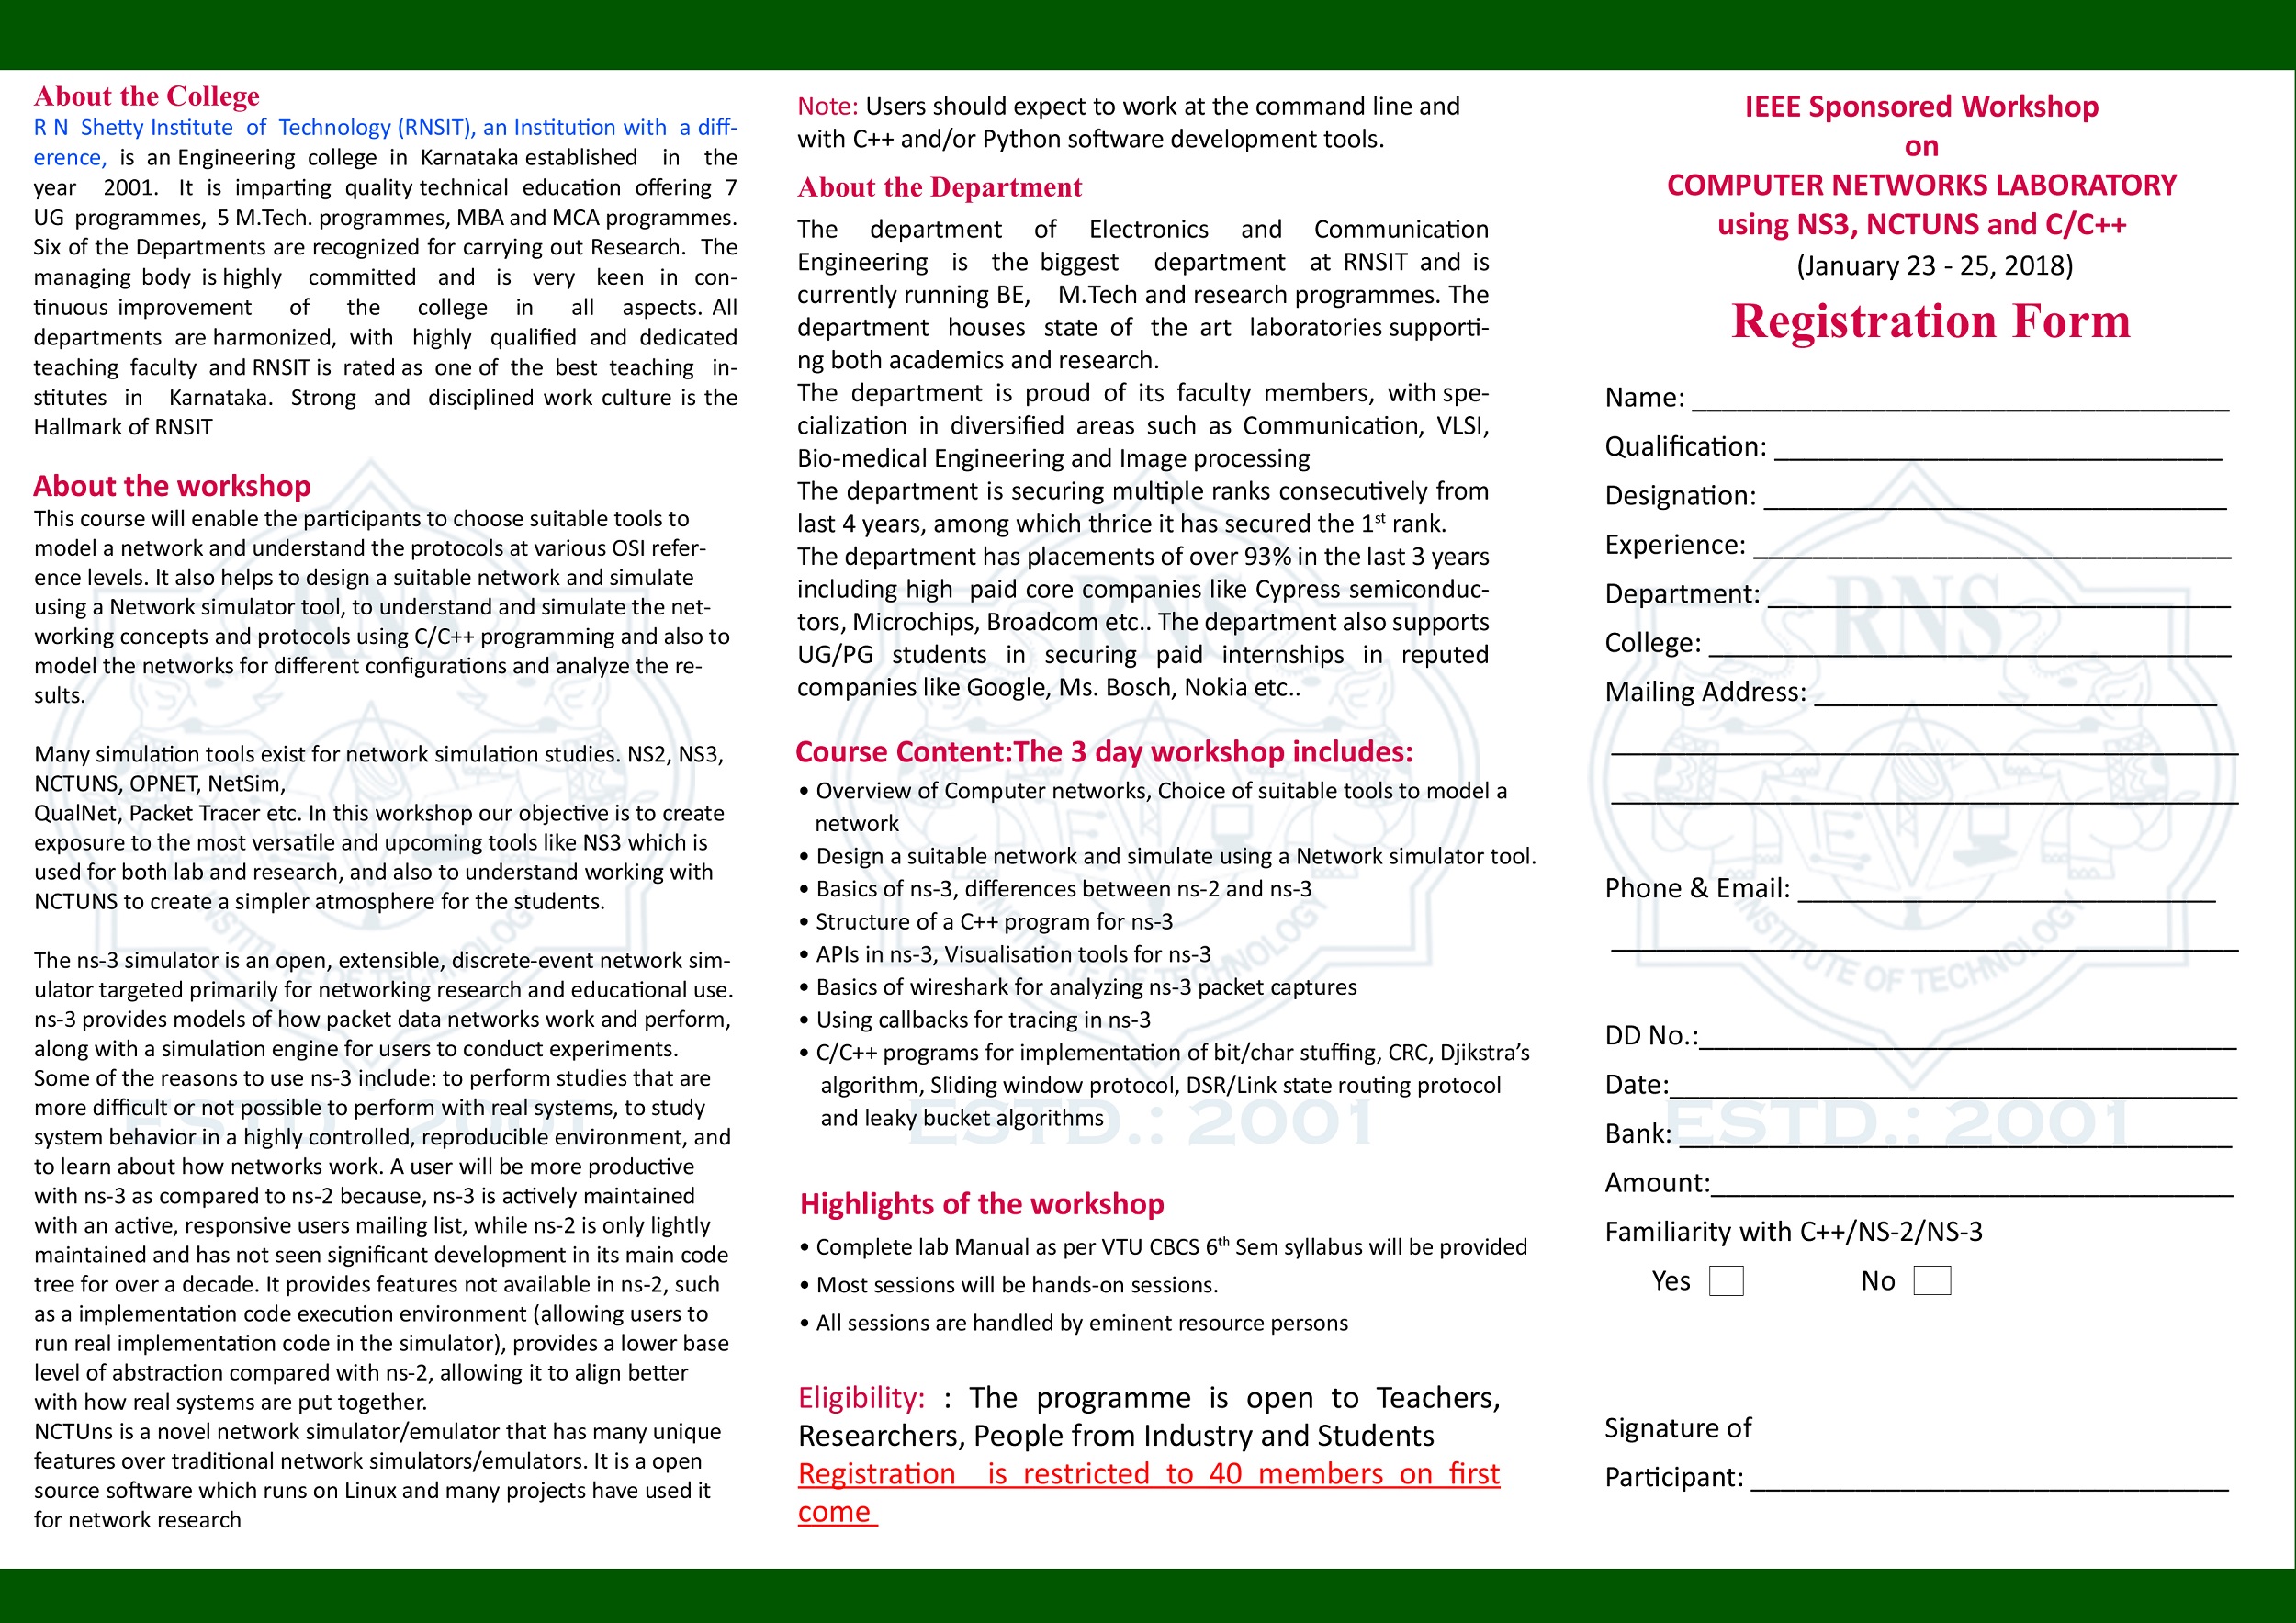 About the College
R N Shetty Institute of Technology (RNSIT), an Institution with a diff-
erence, is an Engineering college in Karnataka established in the
year 2001. It is imparting quality technical education offering 7
UG programmes, 5 M.Tech. programmes, MBA and MCA programmes.
Six of the Departments are recognized for carrying out Research. The
managing body is highly committed and is very keen in con-
tinuous improvement of the college in all aspects. All
departments are harmonized, with highly qualified and dedicated
teaching faculty and RNSIT is rated as one of the best teaching in-
stitutes in Karnataka. Strong and disciplined work culture is the
Hallmark of RNSIT
About the workshop
This course will enable the participants to choose suitable tools to
model a network and understand the protocols at various OSI refer-
ence levels. It also helps to design a suitable network and simulate
using a Network simulator tool, to understand and simulate the net-
working concepts and protocols using C/C++ programming and also to
model the networks for different configurations and analyze the re-
sults.
Many simulation tools exist for network simulation studies. NS2, NS3,
NCTUNS, OPNET, NetSim,
QualNet, Packet Tracer etc. In this workshop our objective is to create
exposure to the most versatile and upcoming tools like NS3 which is
used for both lab and research, and also to understand working with
NCTUNS to create a simpler atmosphere for the students.
The ns-3 simulator is an open, extensible, discrete-event network sim-
ulator targeted primarily for networking research and educational use.
ns-3 provides models of how packet data networks work and perform,
along with a simulation engine for users to conduct experiments.
Some of the reasons to use ns-3 include: to perform studies that are
more difficult or not possible to perform with real systems, to study
system behavior in a highly controlled, reproducible environment, and
to learn about how networks work. A user will be more productive
with ns-3 as compared to ns-2 because, ns-3 is actively maintained
with an active, responsive users mailing list, while ns-2 is only lightly
maintained and has not seen significant development in its main code
tree for over a decade. It provides features not available in ns-2, such
as a implementation code execution environment (allowing users to
run real implementation code in the simulator), provides a lower base
level of abstraction compared with ns-2, allowing it to align better
with how real systems are put together.
NCTUns is a novel network simulator/emulator that has many unique
features over traditional network simulators/emulators. It is a open
source software which runs on Linux and many projects have used it
for network research
RNS
INSTITUTE OF TECHNOLOGY
ESTD.: 2001
Note: Users should expect to work at the command line and
with C++ and/or Python software development tools.
About the Department
The department of Electronics and Communication
Engineering is the biggest department at RNSIT and is
currently running BE, M.Tech and research programmes. The
department houses state of the art laboratories supporti-
ng both academics and research.
The department is proud of its faculty members, with spe-
cialization in diversified areas such as Communication, VLSI,
Bio-medical Engineering and Image processing
The department is securing multiple ranks consecutively from
last 4 years, among which thrice it has secured the 1st rank.
The department has placements of over 93% in the last 3 years
including high paid core companies like Cypress semiconduc-
tors, Microchips, Broadcom etc.. The department also supports
UG/PG students in securing paid internships in reputed
companies like Google, Ms. Bosch, Nokia etc..
Course Content:The 3 day workshop includes:
• Overview of Computer networks, Choice of suitable tools to model a
network
• Design a suitable network and simulate using a Network simulator tool.
• Basics of ns-3, differences between ns-2 and ns-3
• Structure of a C++ program for ns-3
• APIs in ns-3, Visualisation tools for ns-3
• Basics of wireshark for analyzing ns-3 packet captures
• Using callbacks for tracing in ns-3
• C/C++ programs for implementation of bit/char stuffing, CRC, Djikstra's
algorithm, Sliding window protocol, DSR/Link state routing protocol
and leaky bucket algorithms
Highlights of the workshop
• Complete lab Manual as per VTU CBCS 6th Sem syllabus will be provided
• Most sessions will be hands-on sessions.
• All sessions are handled by eminent resource persons
Eligibility: : The programme is open to Teachers,
Researchers, People from Industry and Students
Registration is restricted to 40 members on first
come
RNS
INSTITUTE OF TECHNOLOGY
ESTD.: 2001
IEEE Sponsored Workshop
on
COMPUTER NETWORKS LABORATORY
using NS3, NCTUNS and C/C++
(January 23 - 25, 2018)
Registration Form
Name:
Qualification:
Designation:
Experience:
Department:
College:
Mailing Address:
Phone & Email:
DD No.:
Date:
Bank:
Amount:
Familiarity with C++/NS-2/NS-3
Yes No
Signature of
Participant:
RNS
INSTITUTE OF TECHNOLOGY
ESTD.: 2001